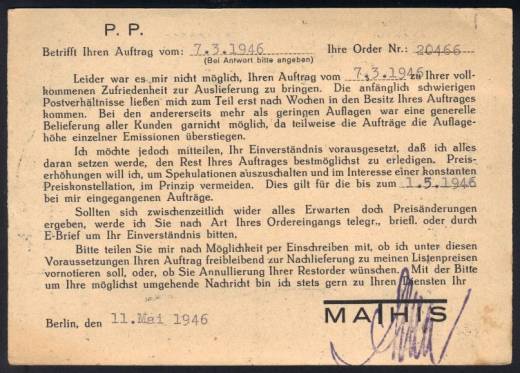 P. P.
Betrifft Ihren Auftrag vom: 7.3.1946 Ihre Order Nr.: 20466
(Bei Antwort bitte angeben)
Leider war es mir nicht möglich, Ihren Auftrag vom 7.3.1946 zu Ihrer voll-
kommenen Zufriedenheit zur Auslieferung zu bringen. Die anfänglich schwierigen
Postverhältnisse ließen mich zum Teil erst nach Wochen in den Besitz Ihres Auftrages
kommen. Bei den andererseits mehr als geringen Auflagen war eine generelle
Belieferung aller Kunden garnicht möglich, da teilweise die Aufträge die Auflage-
höhe einzelner Emissionen überstiegen.
Ich möchte jedoch mitteilen, Ihr Einverständnis vorausgesetzt, daß ich alles
daran setzen werde, den Rest Ihres Auftrages bestmöglichst zu erledigen. Preis-
erhöhungen will ich, um Spekulationen auszuschalten und im Interesse einer konstanten
Preiskonstellation, im Prinzip vermeiden. Dies gilt für die bis zum 1.5.1946
bei mir eingegangenen Aufträge.
Sollten sich zwischenzeitlich wider alles Erwarten doch Preisänderungen
ergeben, werde ich Sie nach Art Ihres Ordereingangs telegr., briefl. oder durch
E-Brief um Ihr Einverständnis bitten.
Bitte teilen Sie mir nach Möglichkeit per Einschreiben mit, ob ich unter diesen
Voraussetzungen Ihren Auftrag freibleibend zur Nachlieferung zu meinen Listenpreisen
vornotieren soll, oder, ob Sie Annullierung Ihrer Restorder wünschen. Mit der Bitte
um Ihre möglichst umgehende Nachricht bin ich stets gern zu Ihren Diensten Ihr
MATHIS
Berlin, den 11. Mai 1946